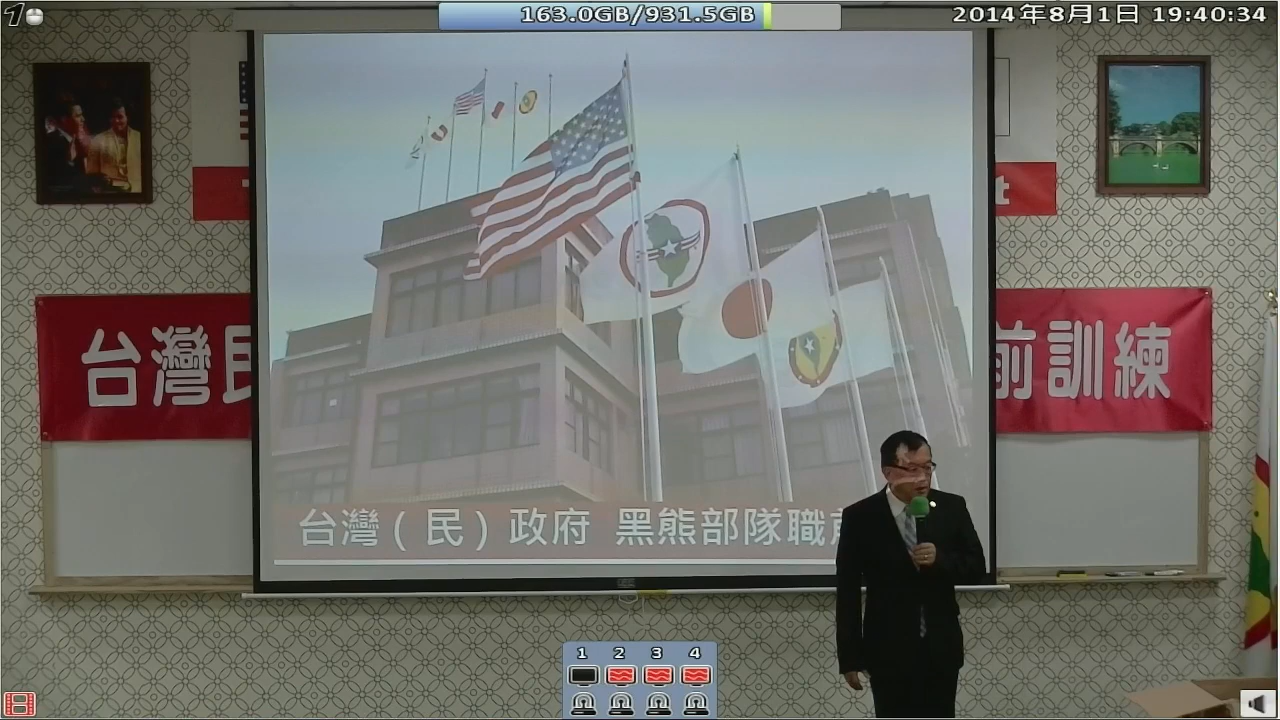 163.0GB/931.5GB
2014年8月1日 19:40:34
t
台灣民
前訓練
台灣(民)政府 黑熊部隊職前
1 2 3 4